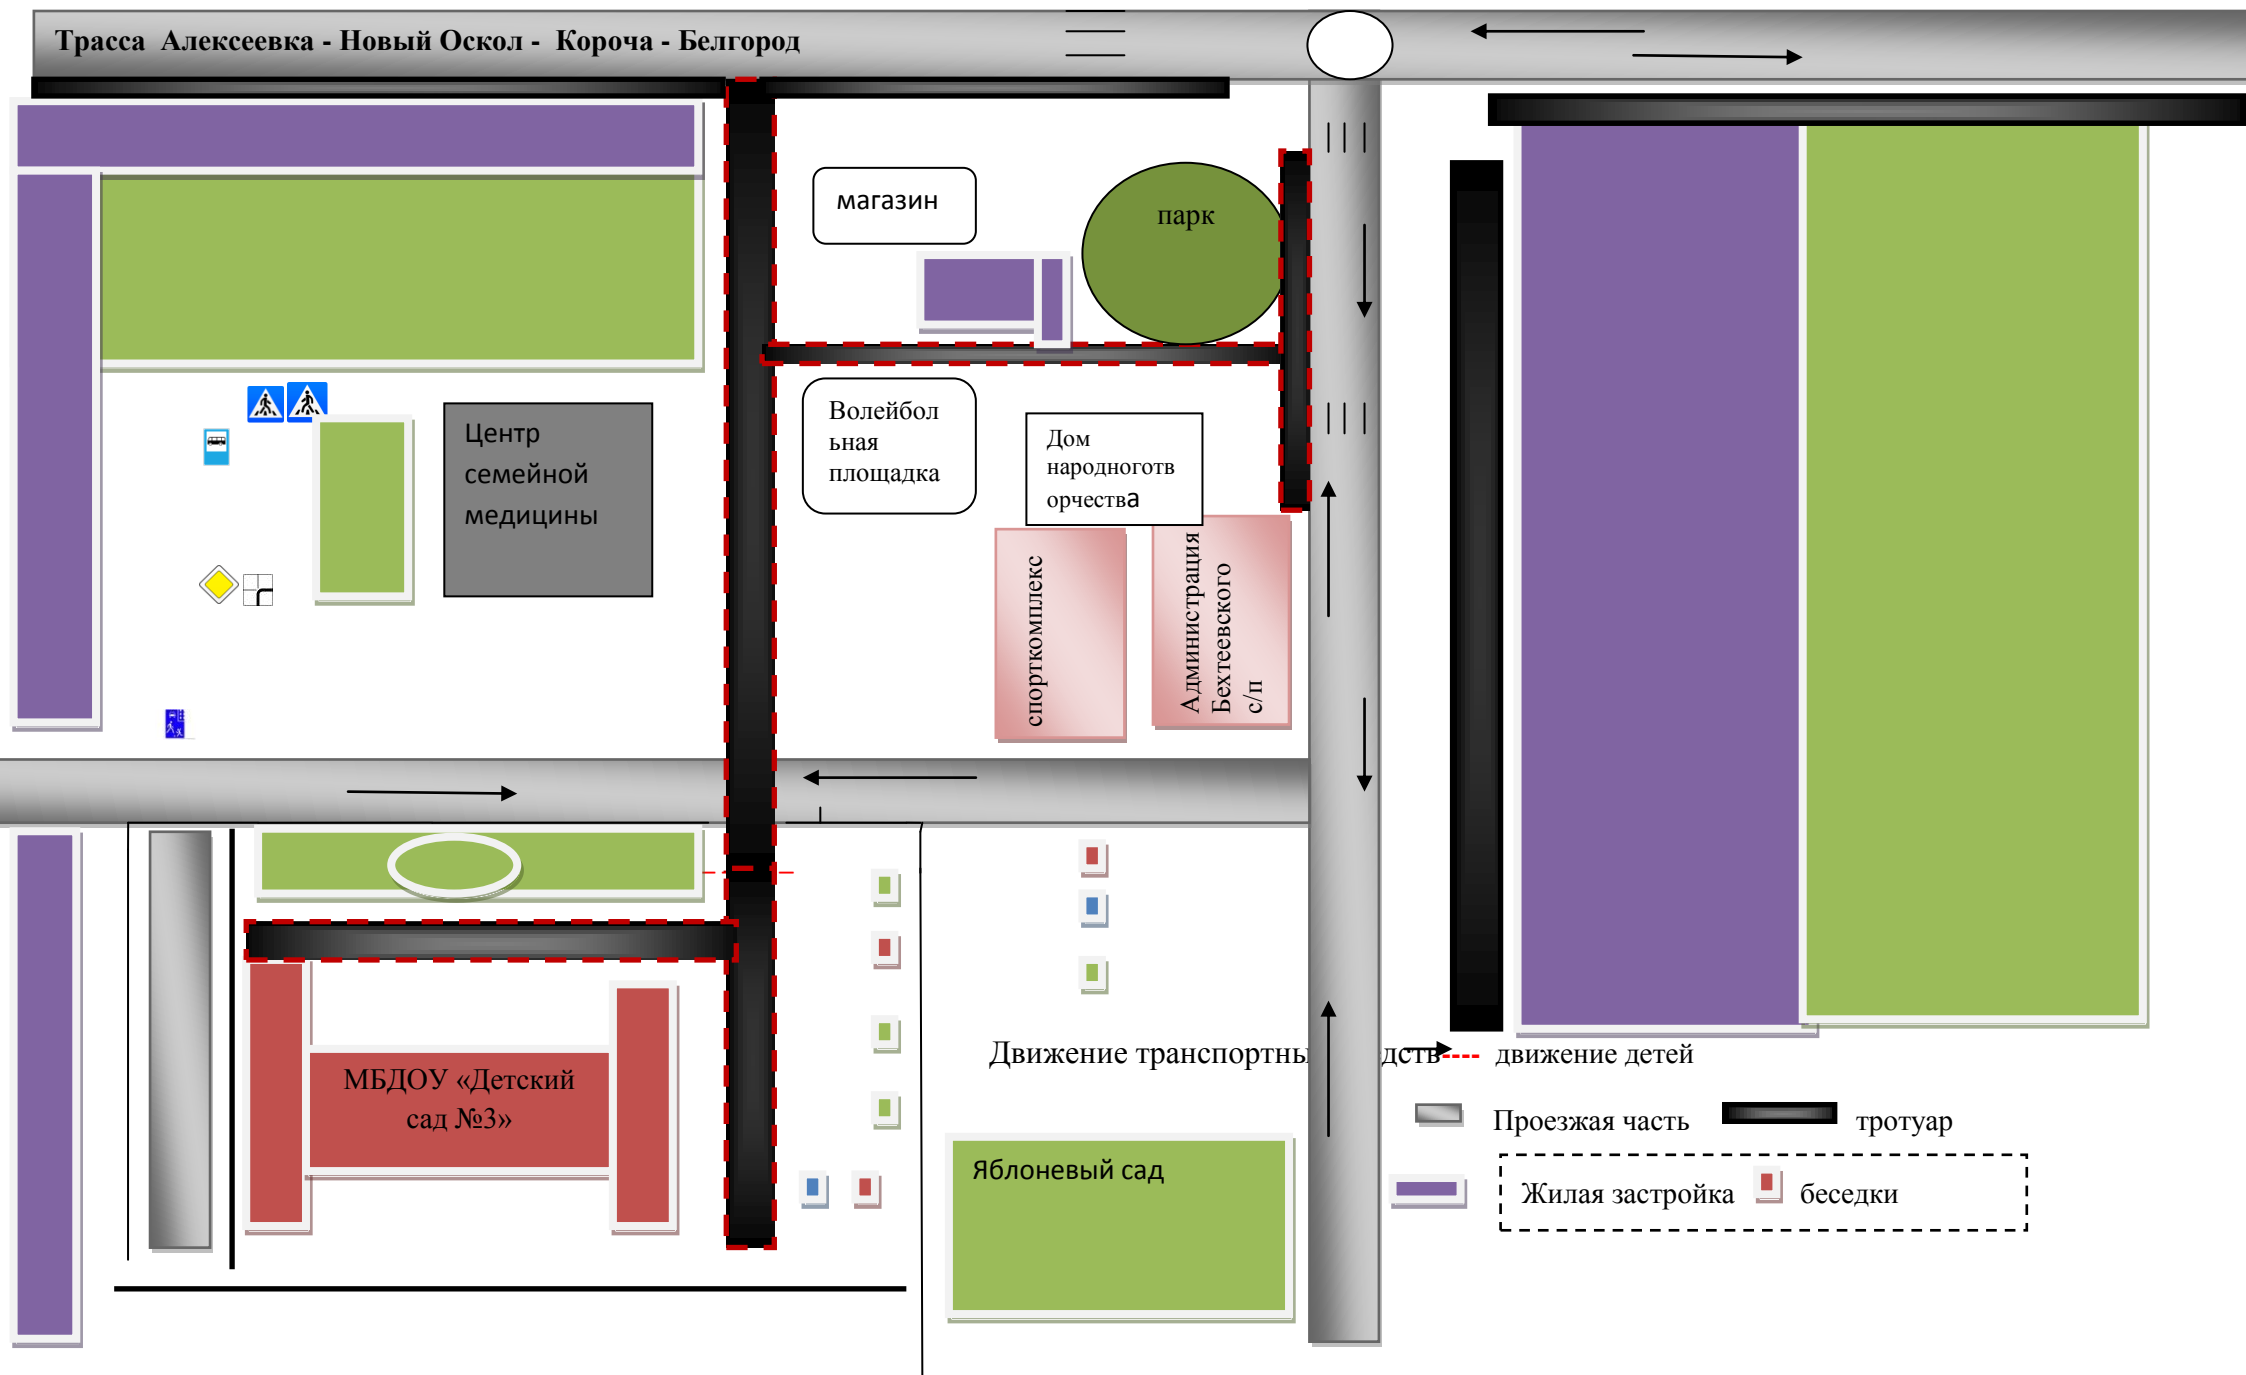 Трасса Алексеевка - Новый Оскол - Короча - Белгород
магазин
парк
Центр
семейной
медицины
Волейбол
ьная
площадка
Дом
народноготв
орчества
спорткомплекс
Администрация
Бехтеевского
с/п
МБДОУ «Детский
сад №3»
Движение транспортны дств
движение детей
Проезжая часть
тротуар
Яблоневый сад
Жилая застройка
беседки